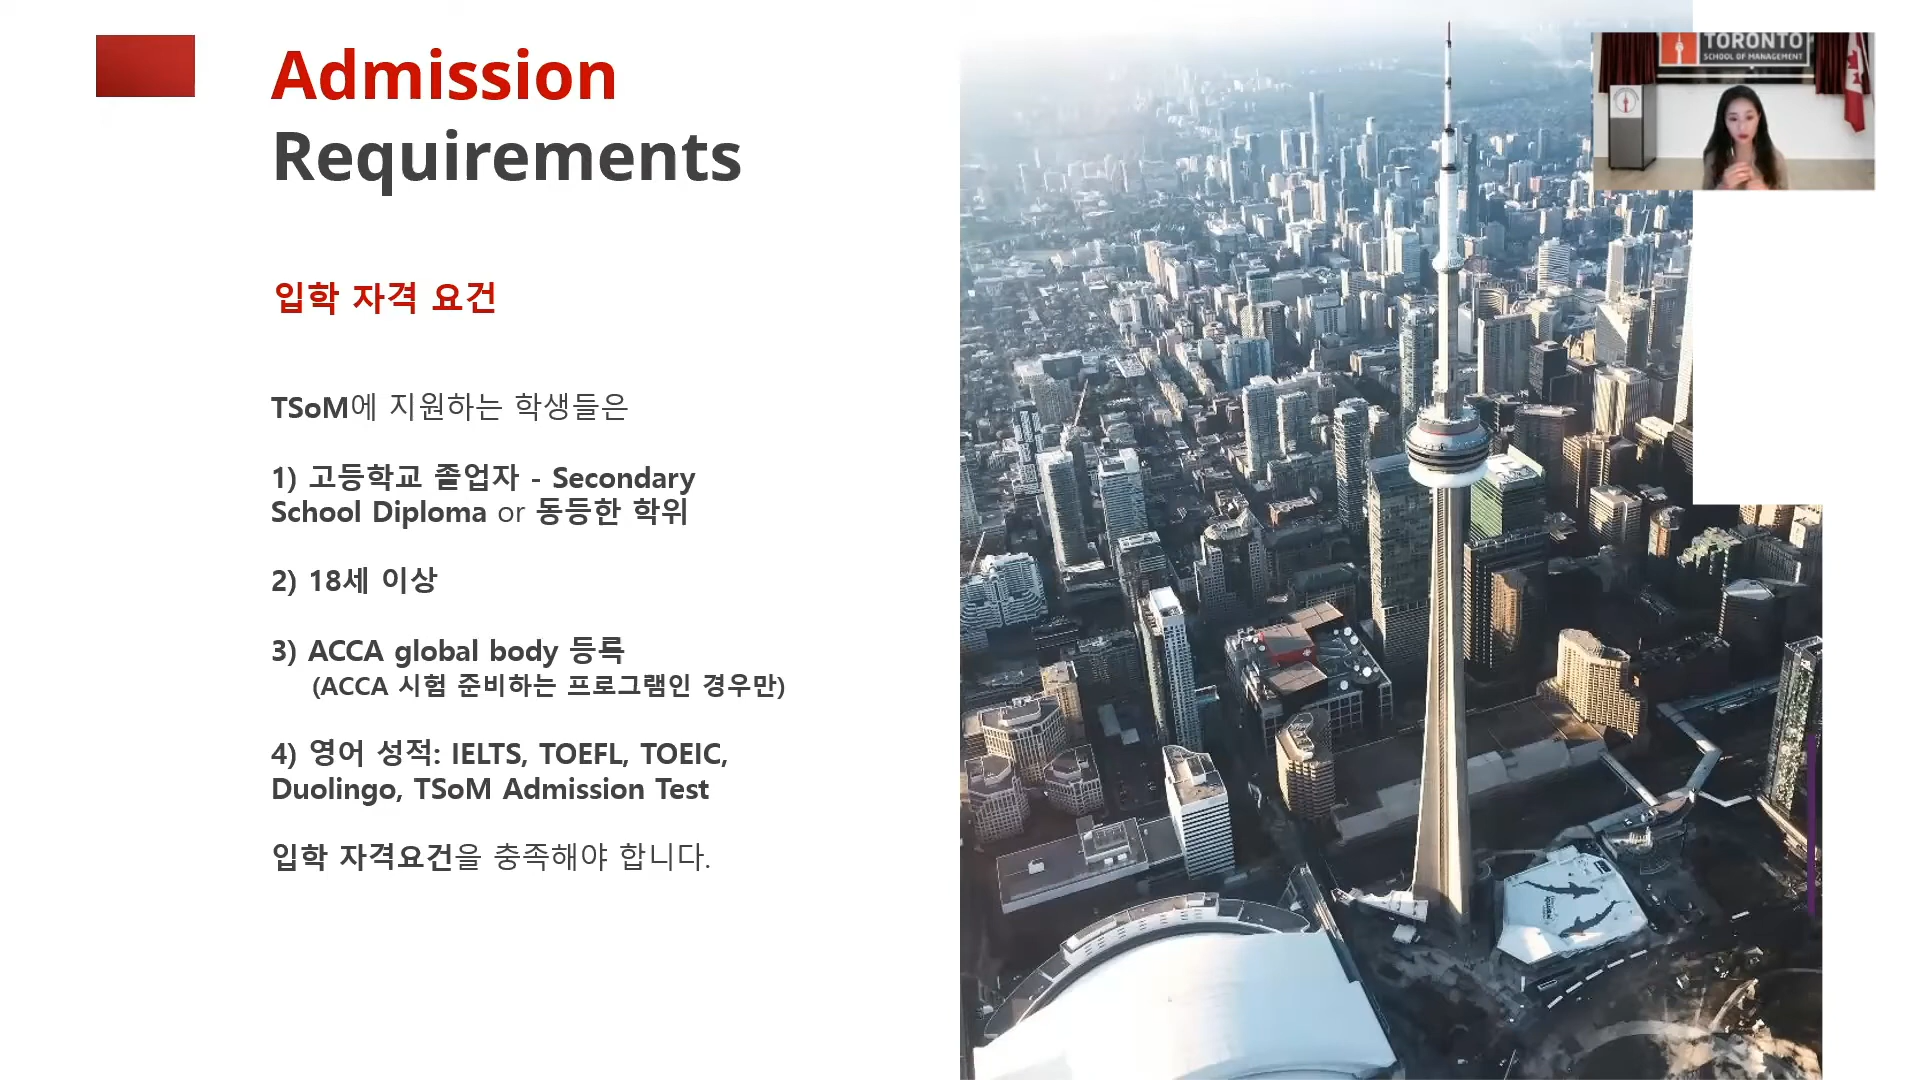 Admission
Requirements
입학 자격 요건
TSoM에 지원하는 학생들은
1) 고등학교 졸업자 - Secondary
School Diploma or 동등한 학위
2) 18세 이상
3) ACCA global body 등록
(ACCA 시험 준비하는 프로그램인 경우만)
4) 영어 성적: IELTS, TOEFL, TOEIC,
Duolingo, TSoM Admission Test
입학 자격요건을 충족해야 합니다.
TORONTO
SCHOOL OF MANAGEMENT